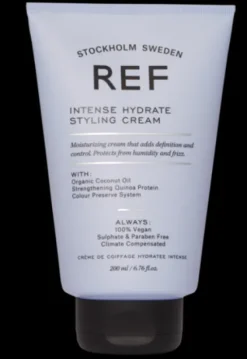 STOCKHOLM SWEDEN
REF
INTENSE HYDRATE
STYLING CREAM
Moisturizing cream that adds definition and
control. Protects from humidity and frizz.
WITH:
Organic Coconut Oil
Strengthening Quinoa Protein
Colour Preserve System
ALWAYS:
100% Vegan
Sulphate & Paraben Free
Climate Compensated
CRÈME DE COIFFAGE HYDRATÉE INTENSE
200 ml / 6.76 fl.oz.